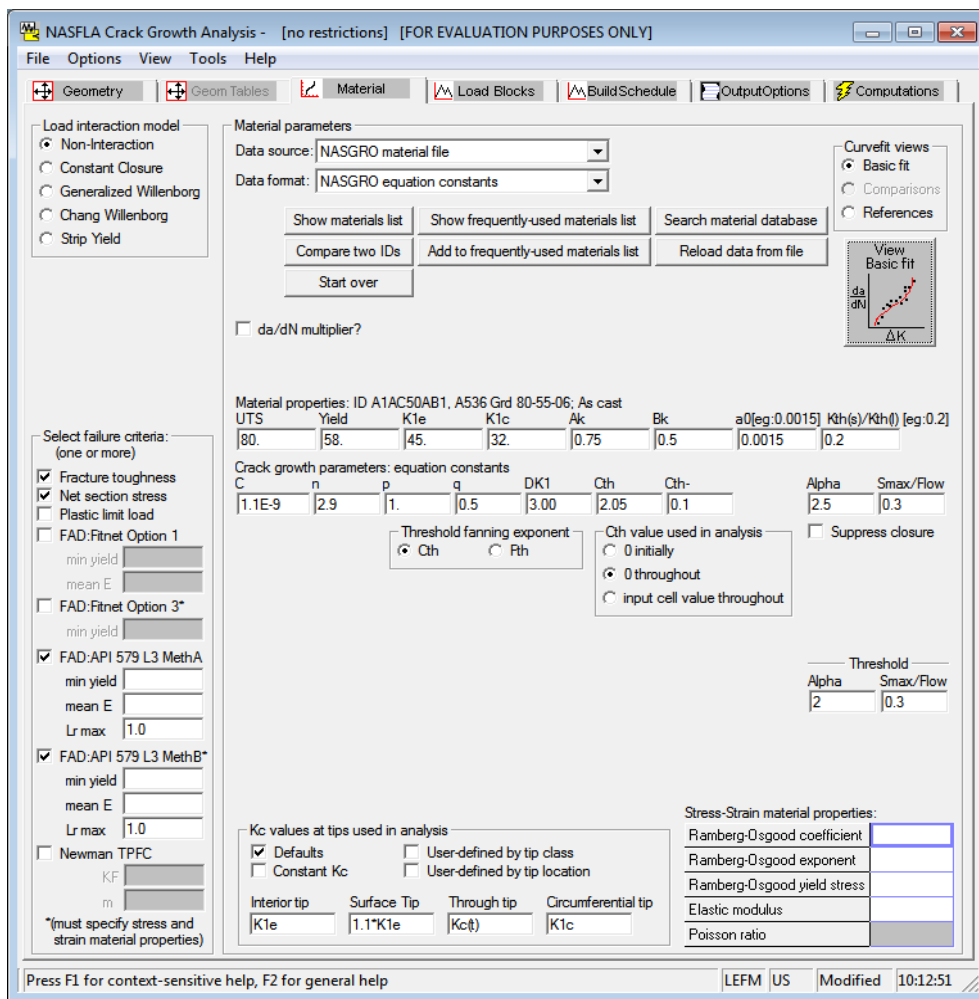 NASFLA Crack Growth Analysis -   [no restrictions]  [FOR EVALUATION PURPOSES ONLY]
File Options View Tools Help
Geometry Geom Tables Material Load Blocks BuildSchedule OutputOptions Computations
Load interaction model
Non-Interaction
Constant Closure
Generalized Willenborg
Chang Willenborg
Strip Yield
Material parameters
Data source: NASGRO material file
Data format: NASGRO equation constants
Show materials list Show frequently-used materials list Search material database
Compare two IDs Add to frequently-used materials list Reload data from file
Start over
Curvefit views
Basic fit
Comparisons
References
View
Basic fit
da
dN
ΔK
da/dN multiplier?
Material properties: ID A1AC50AB1, A536 Grd 80-55-06; As cast
UTS Yield K1e K1c Ak Bk a0[eg:0.0015] Kth(s)/Kth(l) [eg:0.2]
80. 58. 45. 32. 0.75 0.5 0.0015 0.2
Crack growth parameters: equation constants
C n p q DK1 Cth Cth- Alpha Smax/Flow
1.1E-9 2.9 1. 0.5 3.00 2.05 0.1 2.5 0.3
Threshold fanning exponent
Cth Rth
Cth value used in analysis
0 initially
0 throughout
input cell value throughout
Suppress closure
Threshold
Alpha Smax/Flow
2 0.3
Select failure criteria:
(one or more)
Fracture toughness
Net section stress
Plastic limit load
FAD:Fitnet Option 1
min yield
mean E
FAD:Fitnet Option 3*
min yield
FAD:API 579 L3 MethA
min yield
mean E
Lr max 1.0
FAD:API 579 L3 MethB*
min yield
mean E
Lr max 1.0
Newman TPFC
KF
m
*(must specify stress and
strain material properties)
Kc values at tips used in analysis
Defaults User-defined by tip class
Constant Kc User-defined by tip location
Interior tip Surface Tip Through tip Circumferential tip
K1e 1.1*K1e Kc(t) K1c
Stress-Strain material properties:
Ramberg-Osgood coefficient
Ramberg-Osgood exponent
Ramberg-Osgood yield stress
Elastic modulus
Poisson ratio
Press F1 for context-sensitive help, F2 for general help LEFM US Modified 10:12:51